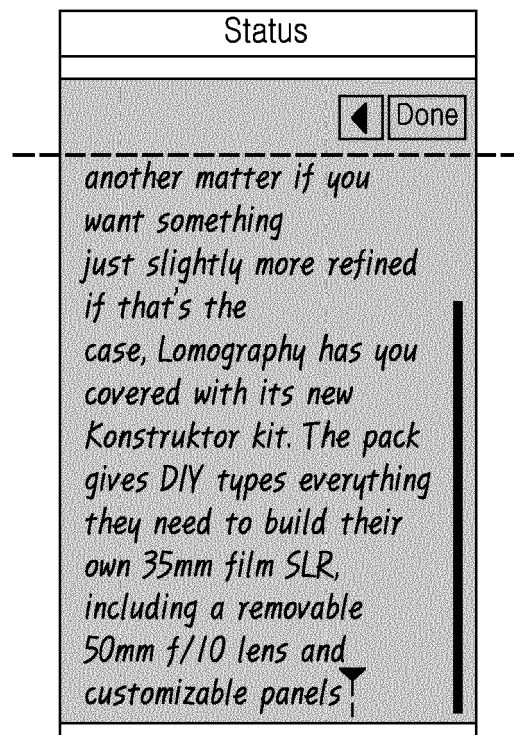 Status
Done
another matter if you
want something
just slightly more refined
if that's the
case, Lomography has you
covered with its new
Konstruktor kit. The pack
gives DIY types everything
they need to build their
own 35mm film SLR,
including a removable
50mm f/10 lens and
customizable panels